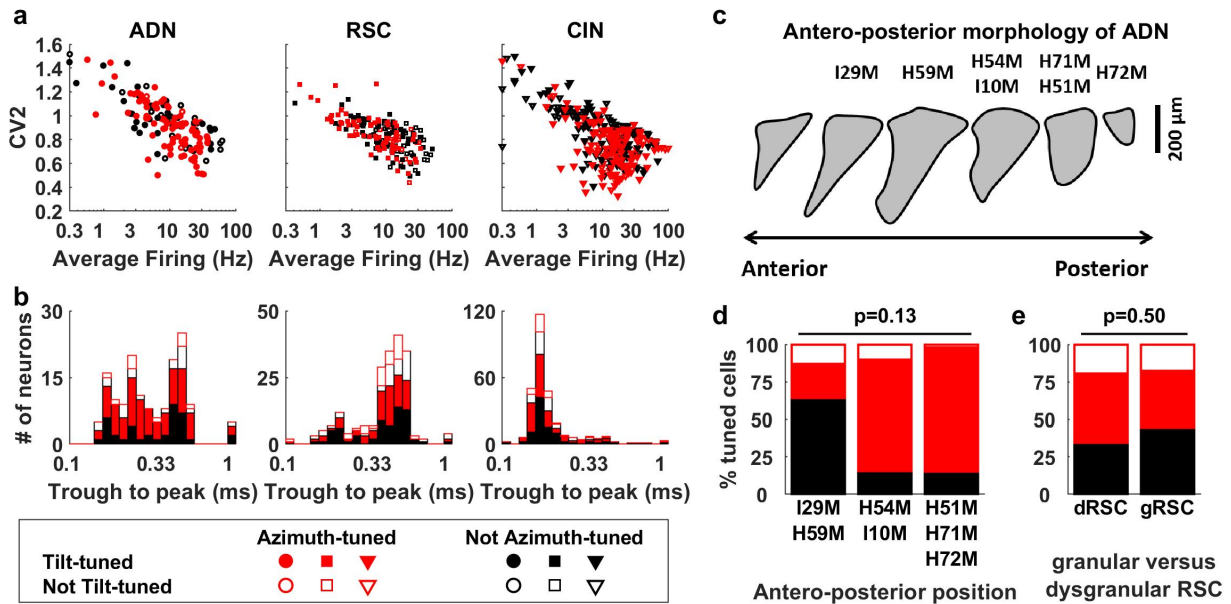 a
ADN
RSC
CIN
CV2
1.6
1.4
1.2
1
0.8
0.6
0.4
0.2
0.3 1 3 10 30 100
0.3 1 3 10 30 100
0.3 1 3 10 30 100
Average Firing (Hz)
Average Firing (Hz)
Average Firing (Hz)
b
# of neurons
30
15
0
50
25
0
120
60
0
0.1 0.33 1
0.1 0.33 1
0.1 0.33 1
Trough to peak (ms)
Trough to peak (ms)
Trough to peak (ms)
Azimuth-tuned
Not Azimuth-tuned
Tilt-tuned
Not Tilt-tuned
c
Antero-posterior morphology of ADN
I29M
H59M
H54M
I10M
H71M
H51M
H72M
200 µm
Anterior
Posterior
d
p=0.13
% tuned cells
100
75
50
25
0
I29M
H59M
H54M
I10M
H51M
H71M
H72M
Antero-posterior position
e
p=0.50
100
75
50
25
0
dRSC
gRSC
granular versus
dysgranular RSC